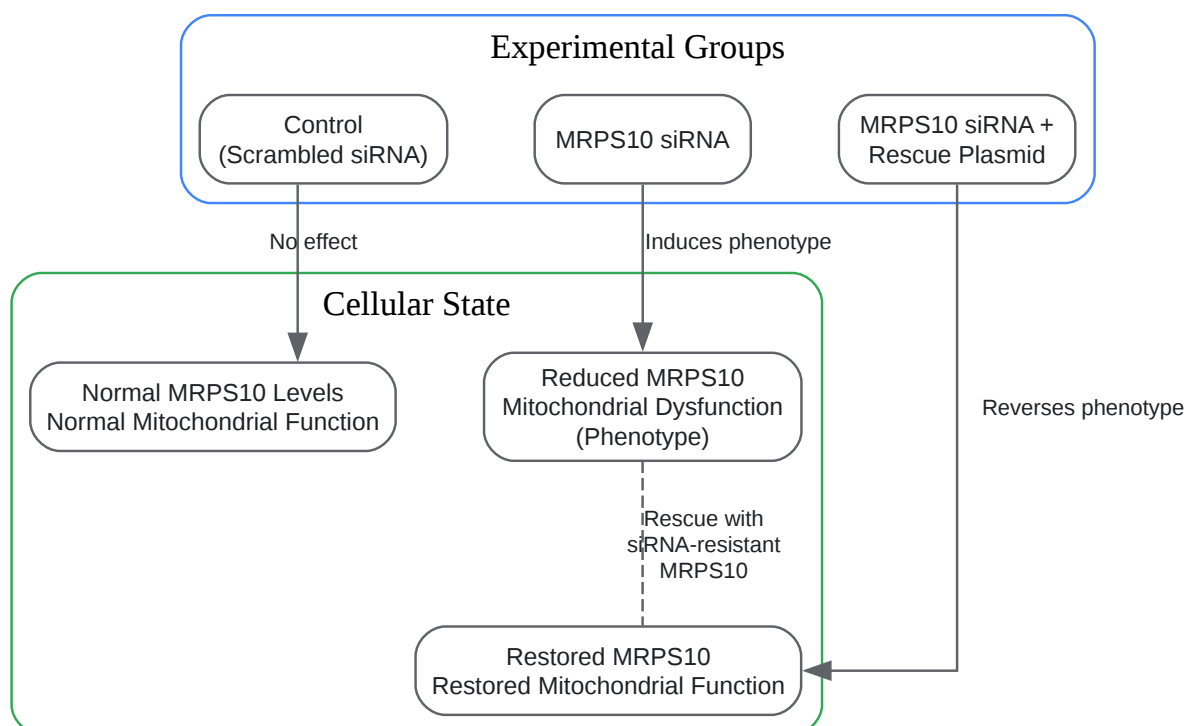 Experimental Groups
Control
(Scrambled siRNA)
MRPS10 siRNA
MRPS10 siRNA +
Rescue Plasmid
No effect
Induces phenotype
Cellular State
Normal MRPS10 Levels
Normal Mitochondrial Function
Reduced MRPS10
Mitochondrial Dysfunction
(Phenotype)
Reverses phenotype
Rescue with
siRNA-resistant
MRPS10
Restored MRPS10
Restored Mitochondrial Function